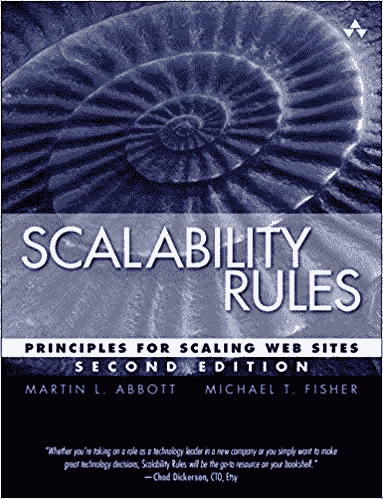 SCALABILITY
RULES
PRINCIPLES FOR SCALING WEB SITES
SECOND EDITION
MARTIN L. ABBOTT MICHAEL T. FISHER
"Whether you're taking on a role as a technology leader in a new company or you simply want to make
great technology decisions, Scalability Rules will be the go-to resource on your bookshelf."
— Chad Dickerson, CTO, Etsy